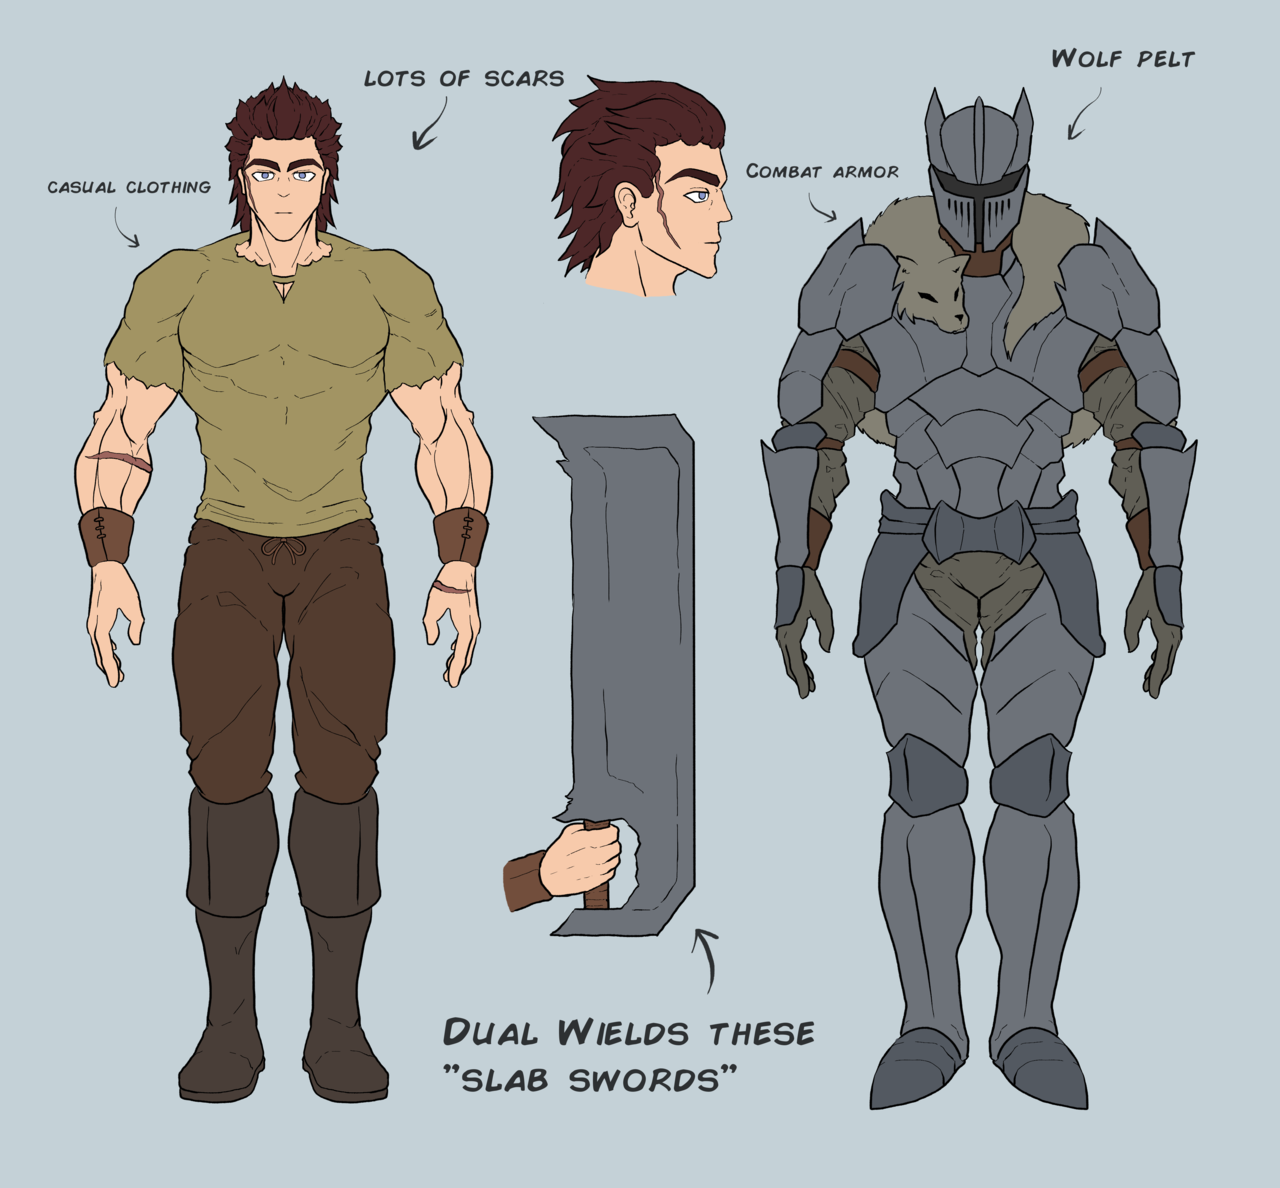 LOTS OF SCARS
WOLF PELT
CASUAL CLOTHING
COMBAT ARMOR
DUAL WIELDS THESE
"SLAB SWORDS"